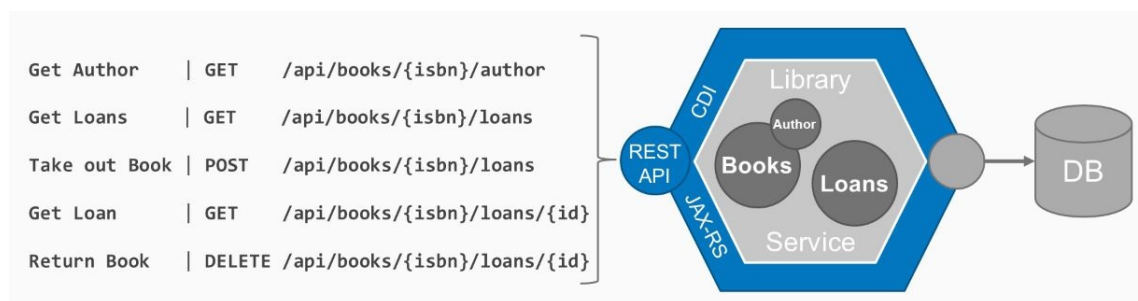 Get Author | GET /api/books/{isbn}/author
Get Loans | GET /api/books/{isbn}/loans
Take out Book | POST /api/books/{isbn}/loans
Get Loan | GET /api/books/{isbn}/loans/{id}
Return Book | DELETE /api/books/{isbn}/loans/{id}
REST
API
CDI
JAX-RS
Library
Author
Books
Loans
Service
DB